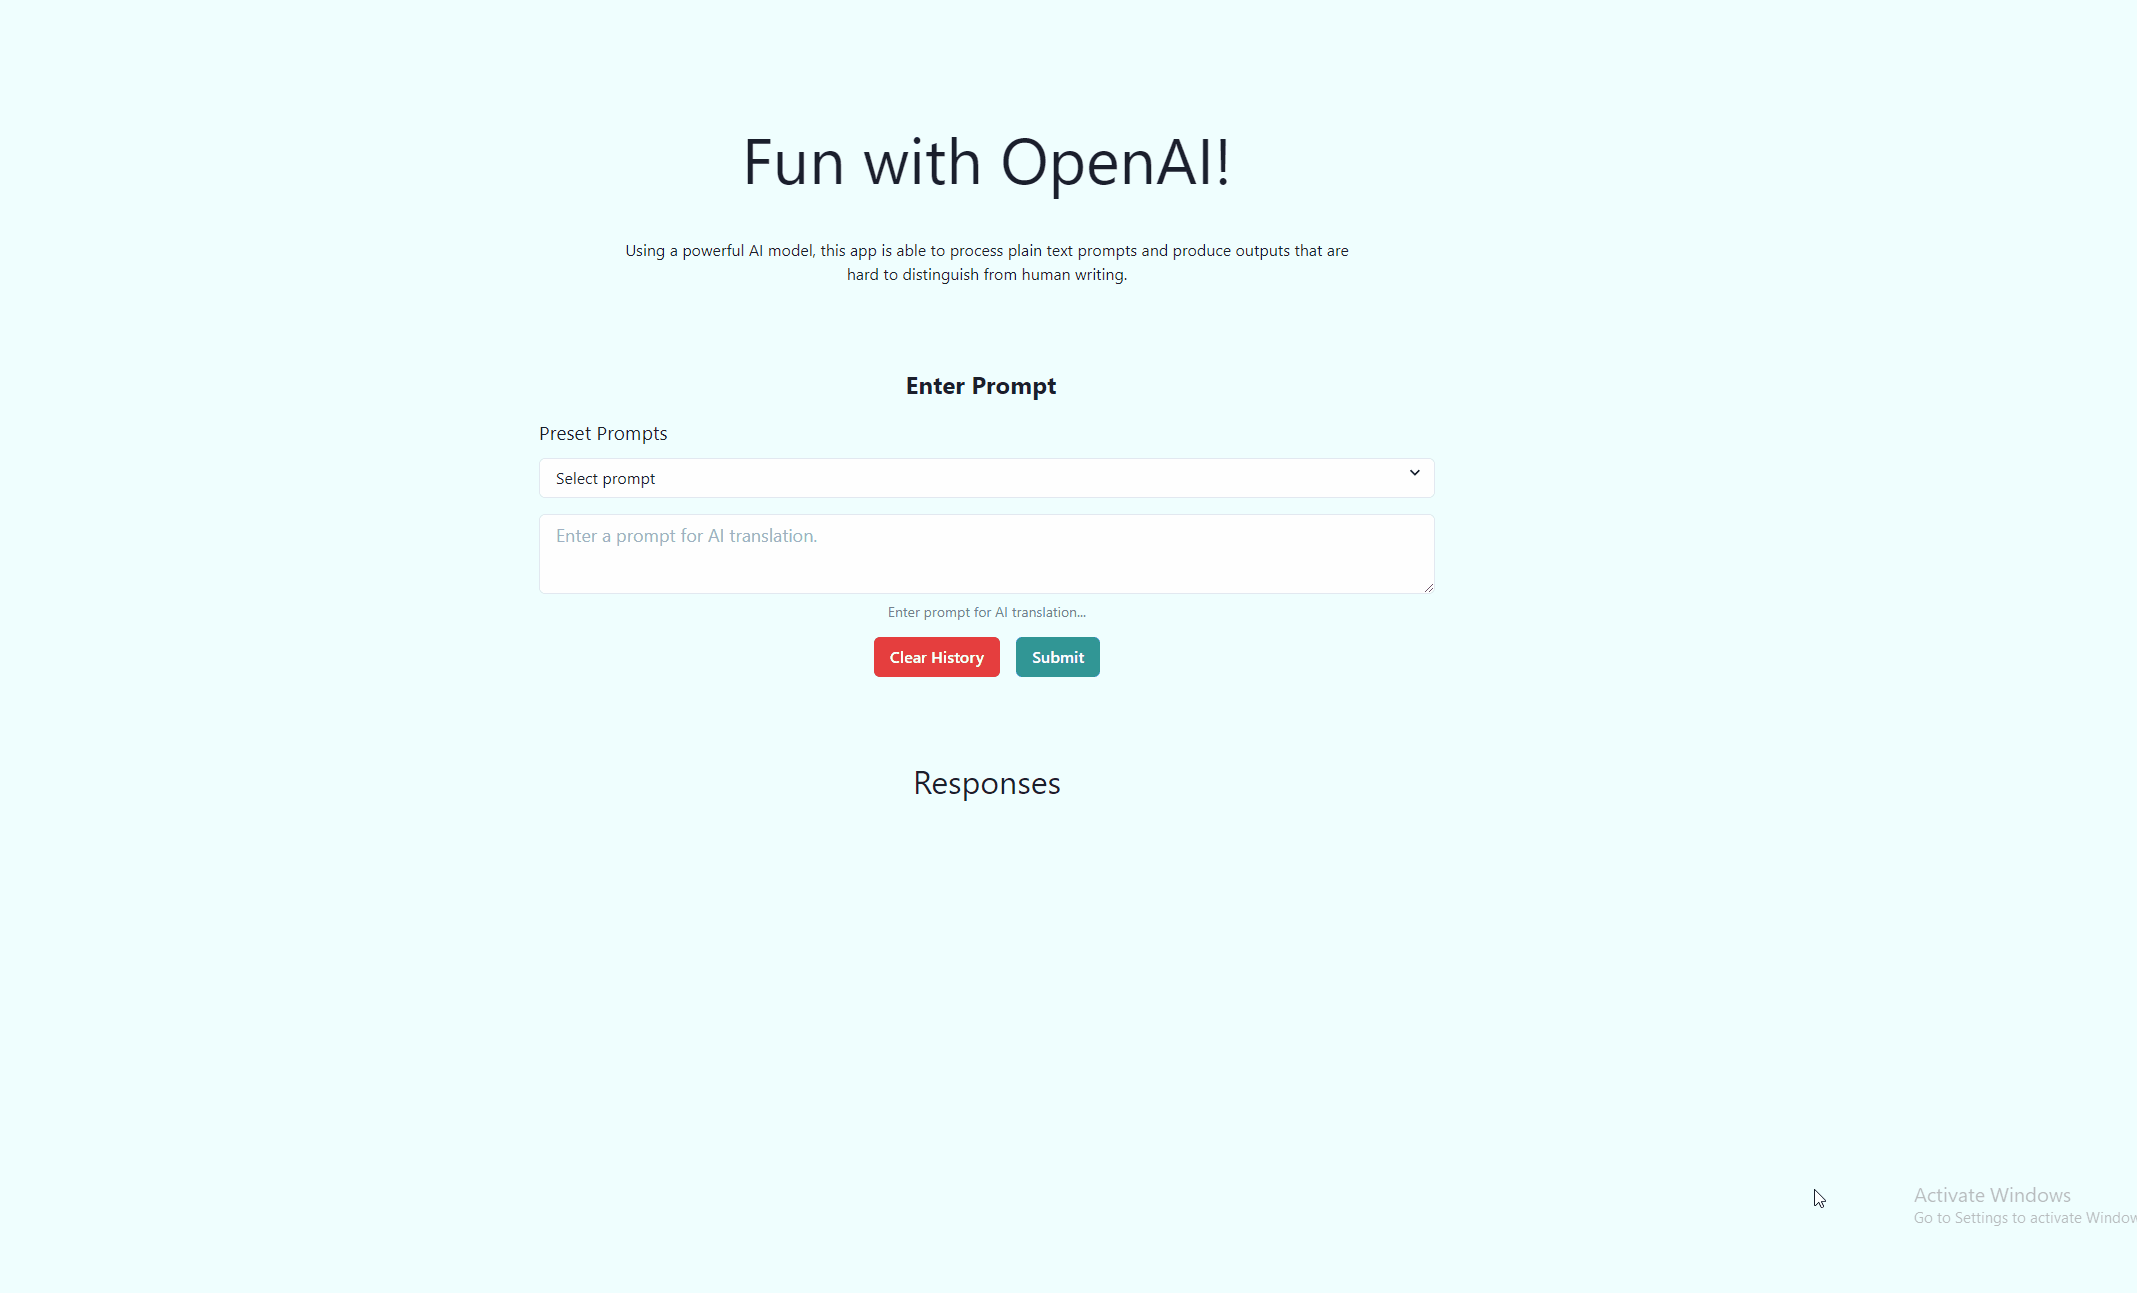 Fun with OpenAI!
Using a powerful AI model, this app is able to process plain text prompts and produce outputs that are
hard to distinguish from human writing.
Enter Prompt
Preset Prompts
Select prompt
Enter a prompt for AI translation.
Enter prompt for AI translation...
Clear History Submit
Responses
Activate Windows
Go to Settings to activate Window